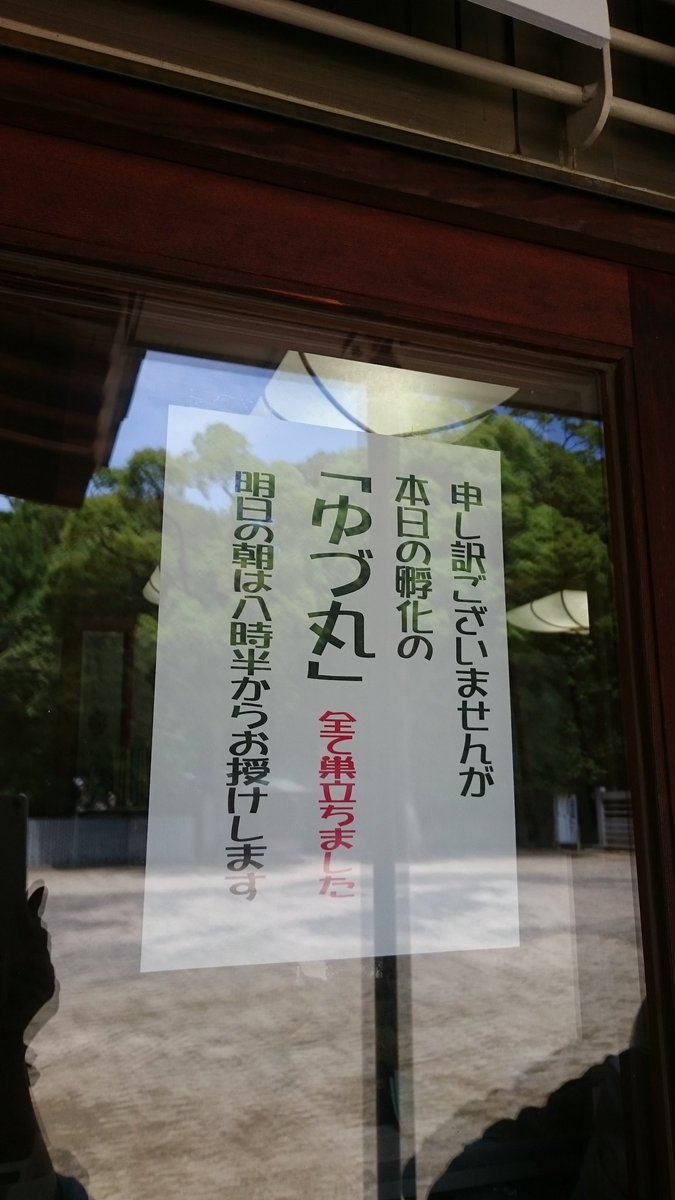 申し訳ございませんが
本日の孵化の
「ゆづ丸」全て巣立ちました
明日の朝は八時半からお授けします